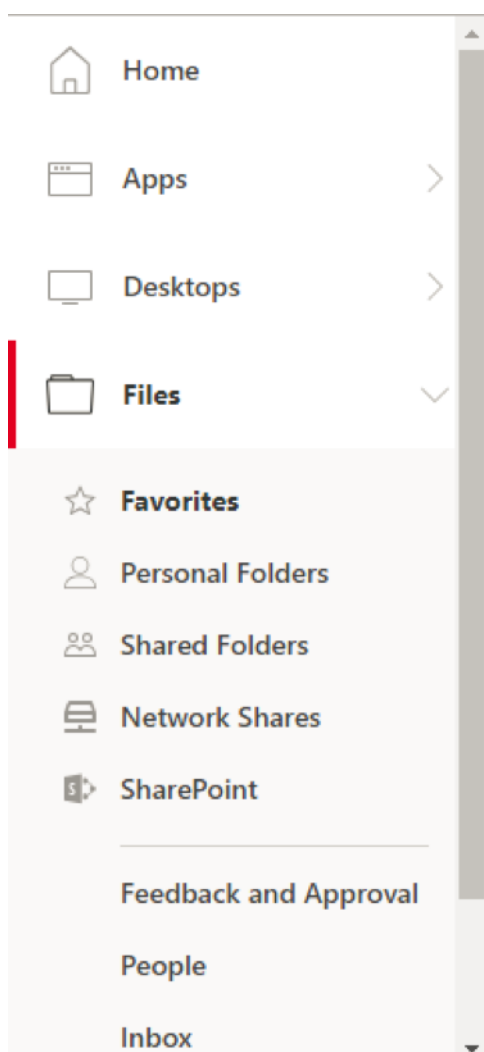 Home
Apps
Desktops
Files
Favorites
Personal Folders
Shared Folders
Network Shares
SharePoint
Feedback and Approval
People
Inbox